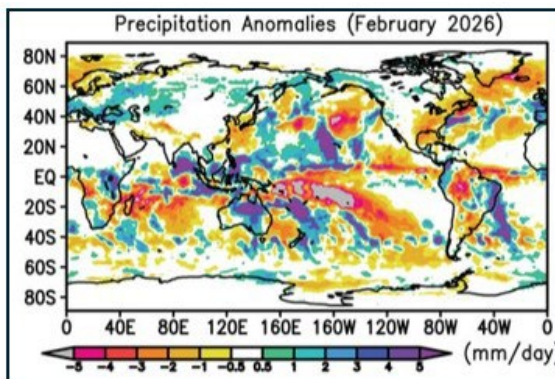 Precipitation Anomalies (February 2026)
80N
60N
40N
20N
EQ
20S
40S
60S
80S
0 40E 80E 120E 160E 160W 120W 80W 40W 0
-5 -4 -3 -2 -1 -0.5 0.5 1 2 3 4 5 (mm/day)